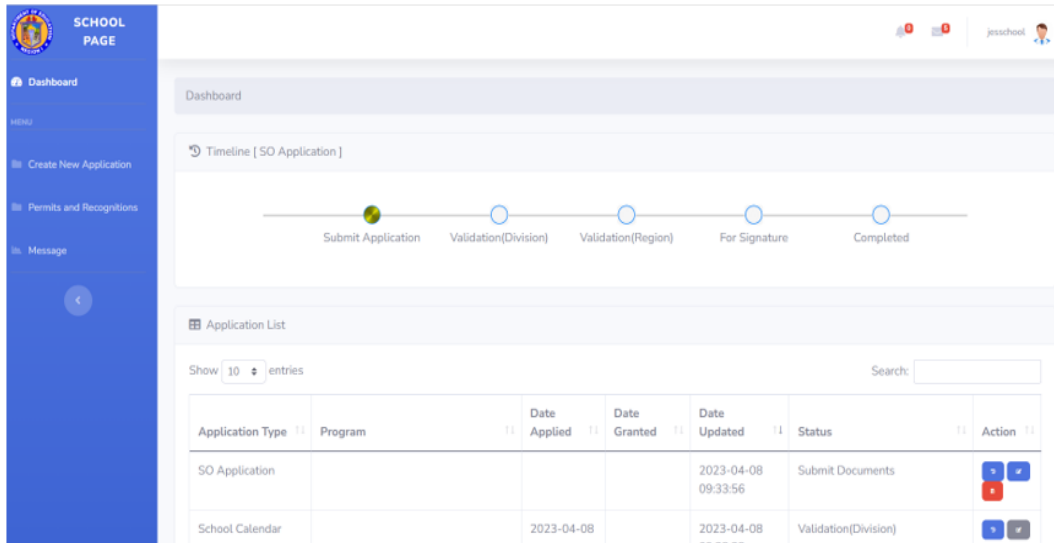 SCHOOL
PAGE
jesschool
Dashboard
Dashboard
MENU
Create New Application
Permits and Recognitions
Message
Timeline [ SO Application ]
Submit Application Validation(Division) Validation(Region) For Signature Completed
Application List
Show 10 entries Search:
Application Type Program Date Applied Date Granted Date Updated Status Action
SO Application 2023-04-08 09:33:56 Submit Documents
School Calendar 2023-04-08 2023-04-08 Validation(Division)